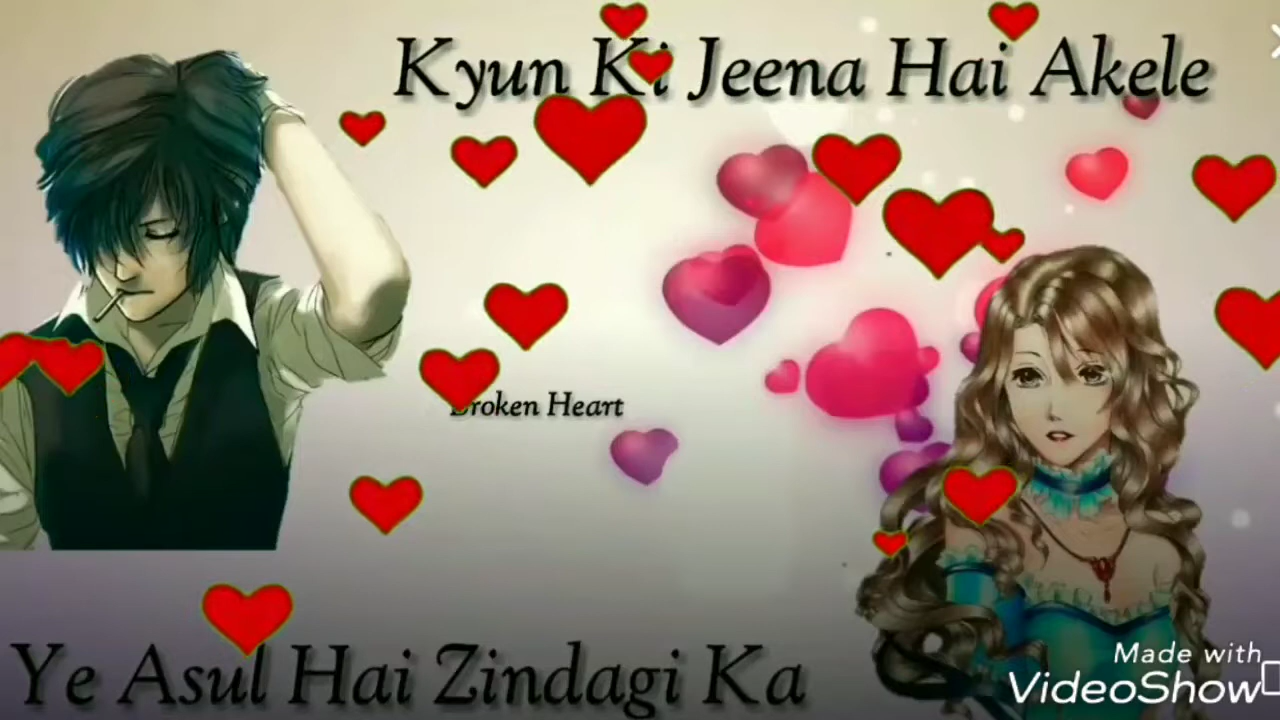 Kyun Ki Jeena Hai Akele
Broken Heart
Ye Asul Hai Zindagi Ka
Made with
VideoShow